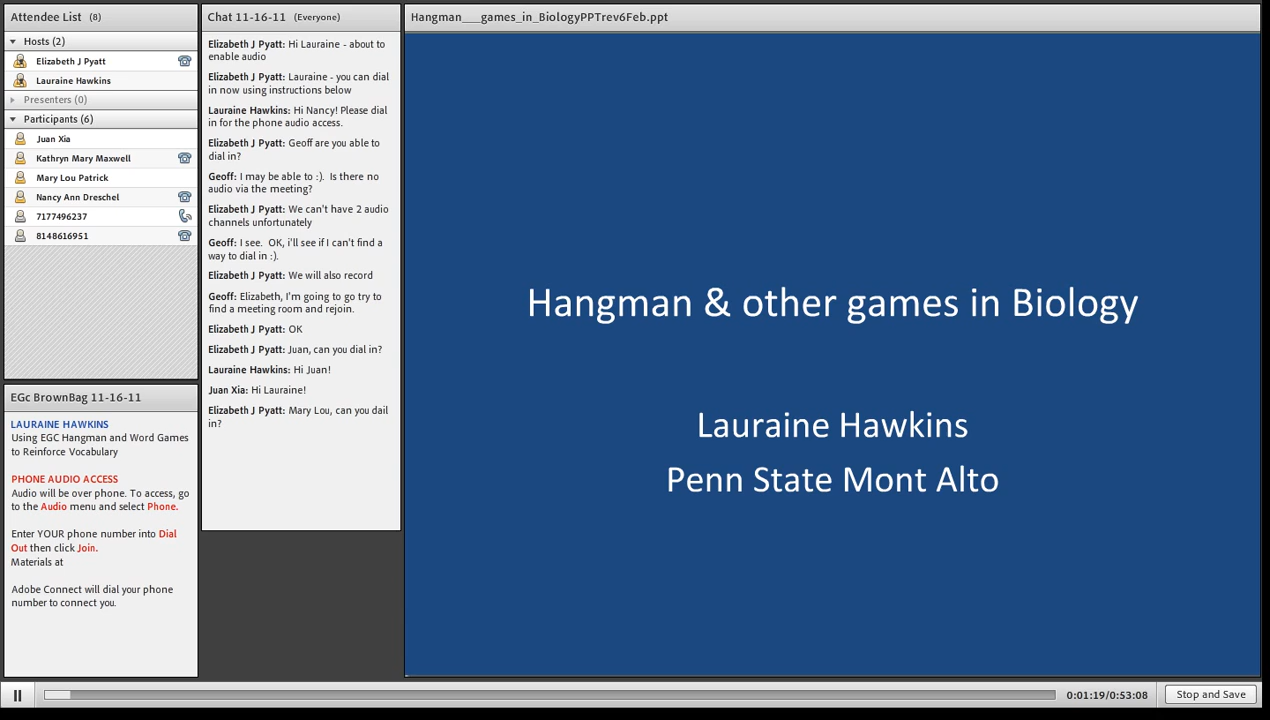 Attendee List (8)
Hosts (2)
Elizabeth J Pyatt
Lauraine Hawkins
Presenters (0)
Participants (6)
Juan Xia
Kathryn Mary Maxwell
Mary Lou Patrick
Nancy Ann Dreschel
7177496237
8148616951
EGc BrownBag 11-16-11
LAURAINE HAWKINS
Using EGC Hangman and Word Games
to Reinforce Vocabulary
PHONE AUDIO ACCESS
Audio will be over phone. To access, go
to the Audio menu and select Phone.
Enter YOUR phone number into Dial
Out then click Join.
Materials at
Adobe Connect will dial your phone
number to connect you.
Chat 11-16-11 (Everyone)
Elizabeth J Pyatt: Hi Lauraine - about to
enable audio
Elizabeth J Pyatt: Lauraine - you can dial
in now using instructions below
Lauraine Hawkins: Hi Nancy! Please dial
in for the phone audio access.
Elizabeth J Pyatt: Geoff are you able to
dial in?
Geoff: I may be able to :). Is there no
audio via the meeting?
Elizabeth J Pyatt: We can't have 2 audio
channels unfortunately
Geoff: I see. OK, i'll see if I can't find a
way to dial in :).
Elizabeth J Pyatt: We will also record
Geoff: Elizabeth, I'm going to go try to
find a meeting room and rejoin.
Elizabeth J Pyatt: OK
Elizabeth J Pyatt: Juan, can you dial in?
Lauraine Hawkins: Hi Juan!
Juan Xia: Hi Lauraine!
Elizabeth J Pyatt: Mary Lou, can you dail
in?
Hangman___games_in_BiologyPPTrev6Feb.ppt
Hangman & other games in Biology
Lauraine Hawkins
Penn State Mont Alto
0:01:19/0:53:08
Stop and Save